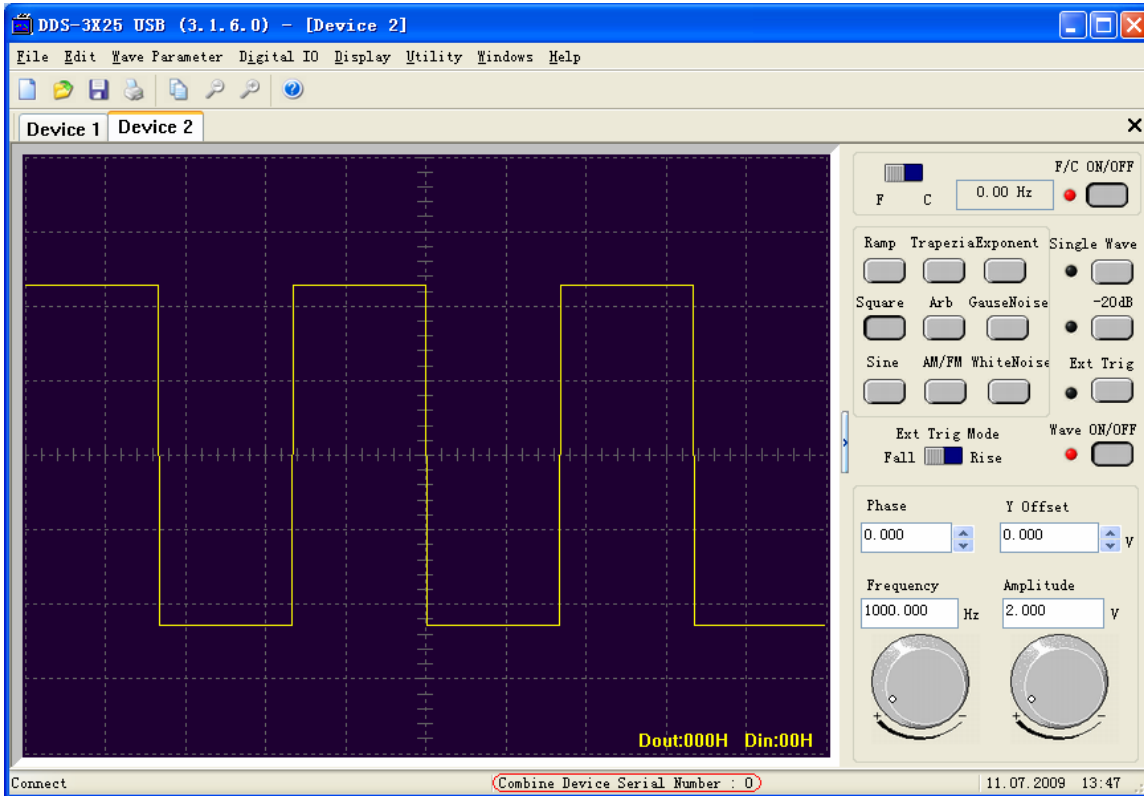 DDS-3X25 USB (3.1.6.0) - [Device 2]
File Edit Wave Parameter Digital IO Display Utility Windows Help
Device 1 Device 2
F/C ON/OFF
F C 0.00 Hz
Ramp Trapezia Exponent Single Wave
Square Arb GauseNoise -20dB
Sine AM/FM WhiteNoise Ext Trig
Ext Trig Mode Wave ON/OFF
Fall Rise
Phase Y Offset
0.000 0.000 V
Frequency Amplitude
1000.000 Hz 2.000 V
+ - + -
Dout:000H Din:00H
Connect Combine Device Serial Number : 0 11.07.2009 13:47